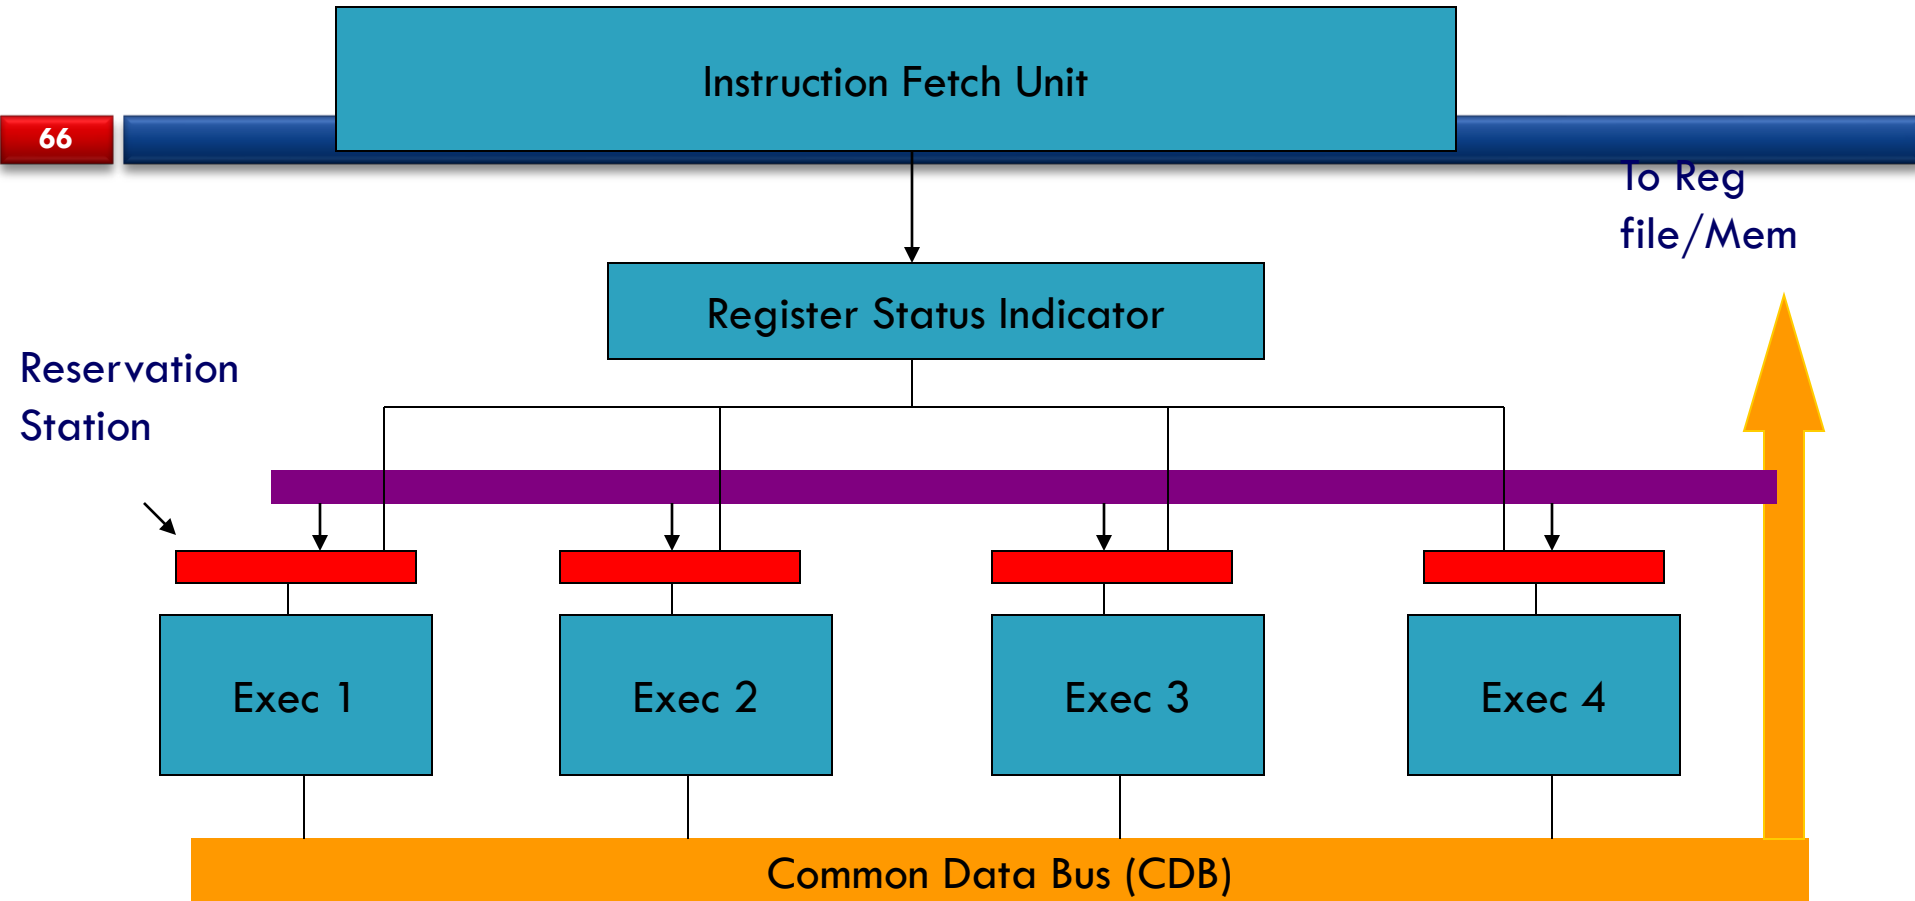 Instruction Fetch Unit
66
To Reg
file/Mem
Register Status Indicator
Reservation
Station
Exec 1
Exec 2
Exec 3
Exec 4
Common Data Bus (CDB)